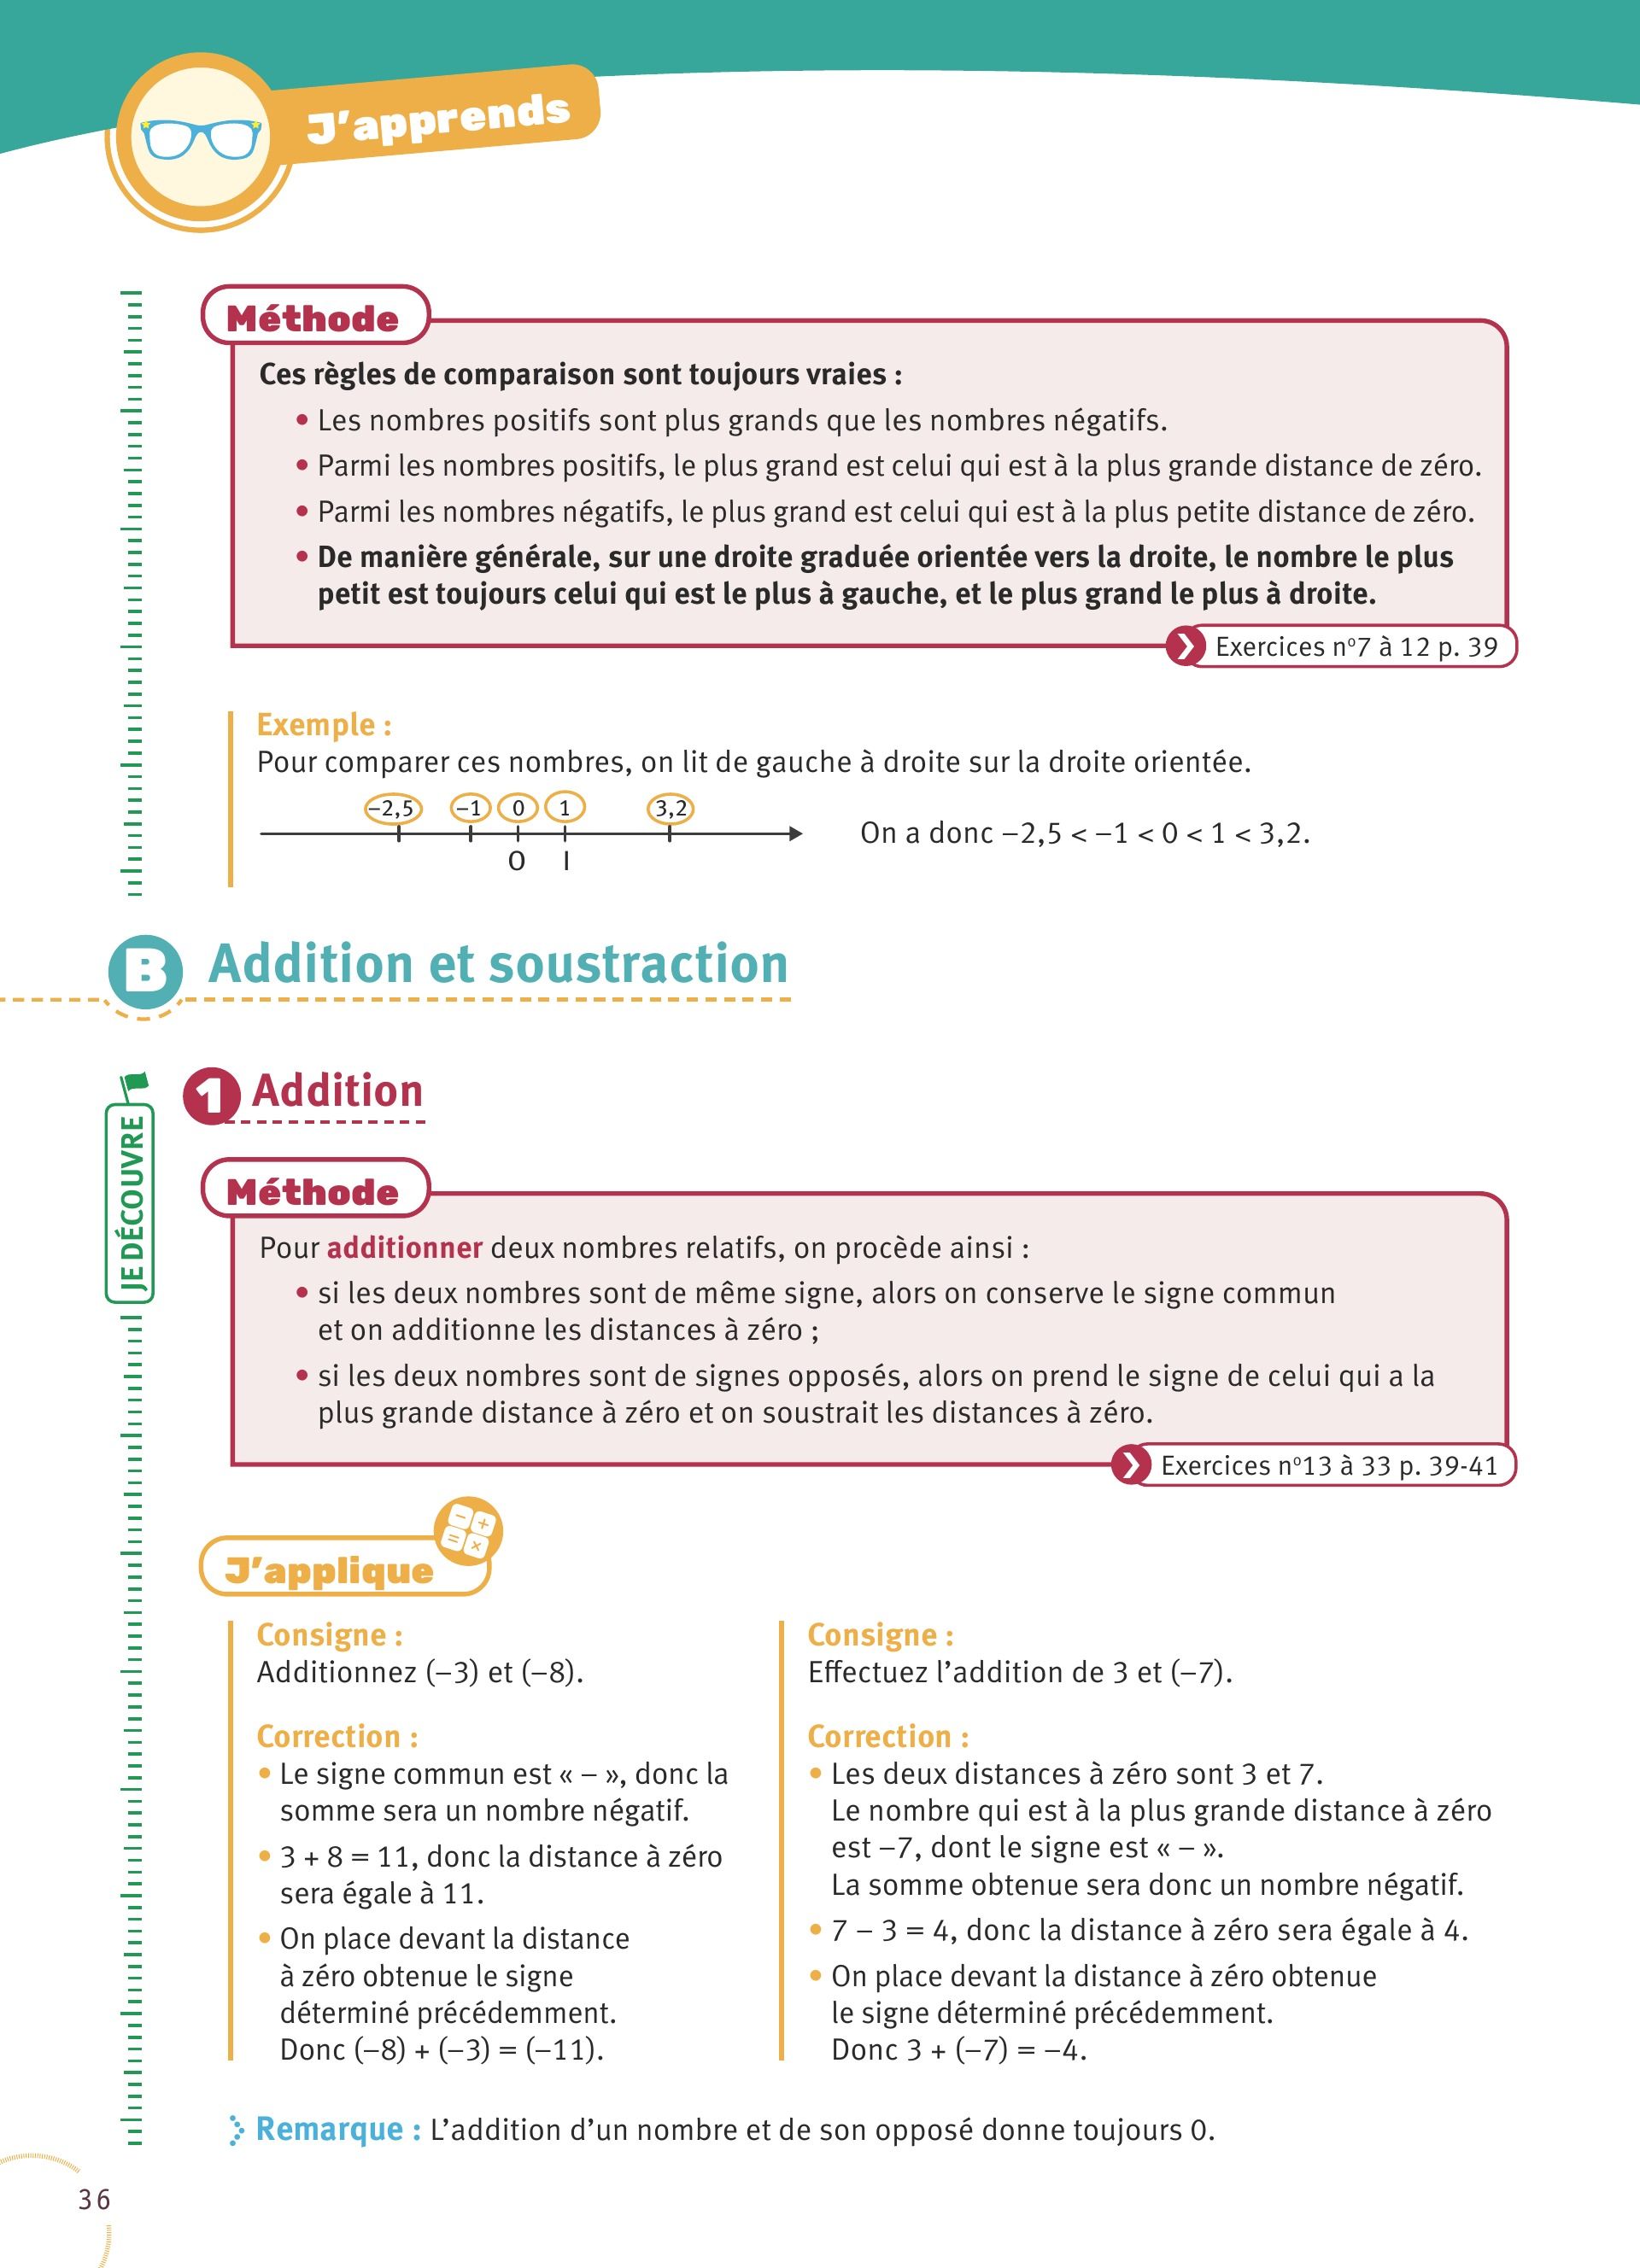 J'apprends
Méthode
Ces règles de comparaison sont toujours vraies :
• Les nombres positifs sont plus grands que les nombres négatifs.
• Parmi les nombres positifs, le plus grand est celui qui est à la plus grande distance de zéro.
• Parmi les nombres négatifs, le plus grand est celui qui est à la plus petite distance de zéro.
• De manière générale, sur une droite graduée orientée vers la droite, le nombre le plus
petit est toujours celui qui est le plus à gauche, et le plus grand le plus à droite.
Exercices nº7 à 12 p. 39
Exemple :
Pour comparer ces nombres, on lit de gauche à droite sur la droite orientée.
–2,5 –1 0 1 3,2
O I
On a donc –2,5 < –1 < 0 < 1 < 3,2.
B Addition et soustraction
JE DÉCOUVRE
1 Addition
Méthode
Pour additionner deux nombres relatifs, on procède ainsi :
• si les deux nombres sont de même signe, alors on conserve le signe commun
et on additionne les distances à zéro ;
• si les deux nombres sont de signes opposés, alors on prend le signe de celui qui a la
plus grande distance à zéro et on soustrait les distances à zéro.
Exercices nº13 à 33 p. 39-41
J'applique
– +
= ×
Consigne :
Additionnez (–3) et (–8).
Correction :
• Le signe commun est « – », donc la
somme sera un nombre négatif.
• 3 + 8 = 11, donc la distance à zéro
sera égale à 11.
• On place devant la distance
à zéro obtenue le signe
déterminé précédemment.
Donc (–8) + (–3) = (–11).
Consigne :
Effectuez l'addition de 3 et (–7).
Correction :
• Les deux distances à zéro sont 3 et 7.
Le nombre qui est à la plus grande distance à zéro
est –7, dont le signe est « – ».
La somme obtenue sera donc un nombre négatif.
• 7 – 3 = 4, donc la distance à zéro sera égale à 4.
• On place devant la distance à zéro obtenue
le signe déterminé précédemment.
Donc 3 + (–7) = –4.
Remarque : L'addition d'un nombre et de son opposé donne toujours 0.
36